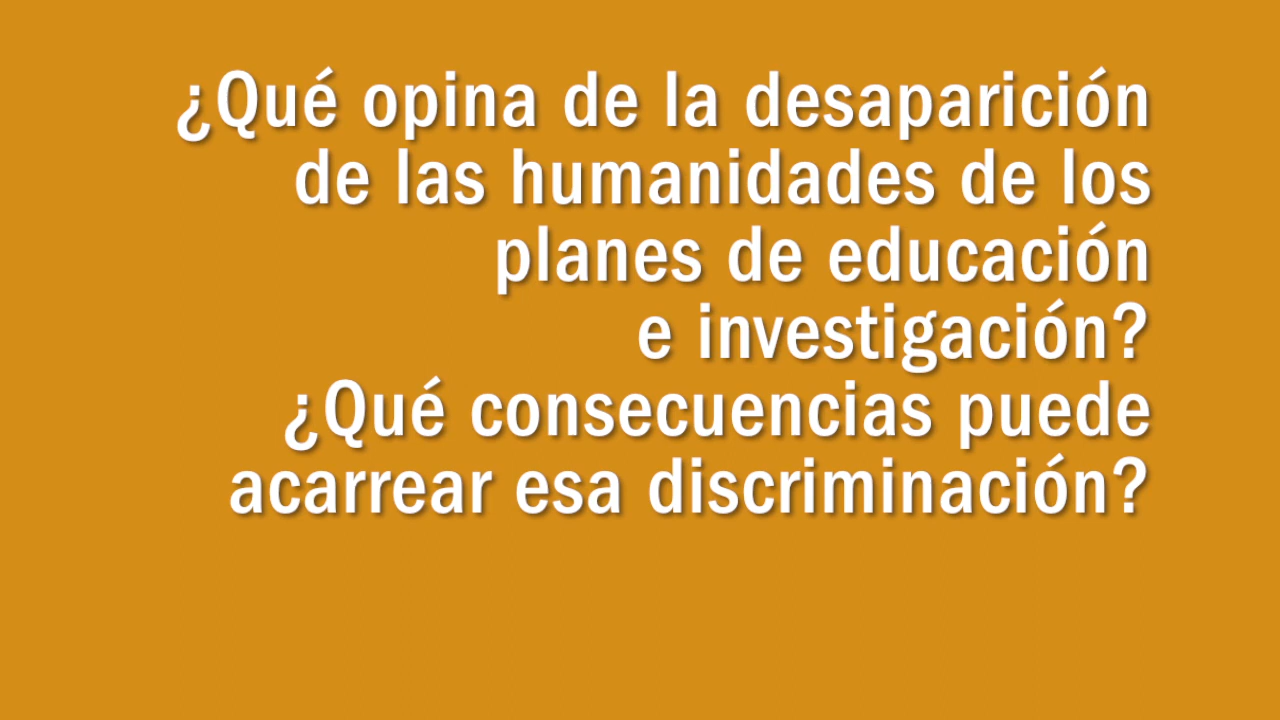 ¿Qué opina de la desaparición
de las humanidades de los
planes de educación
e investigación?
¿Qué consecuencias puede
acarrear esa discriminación?